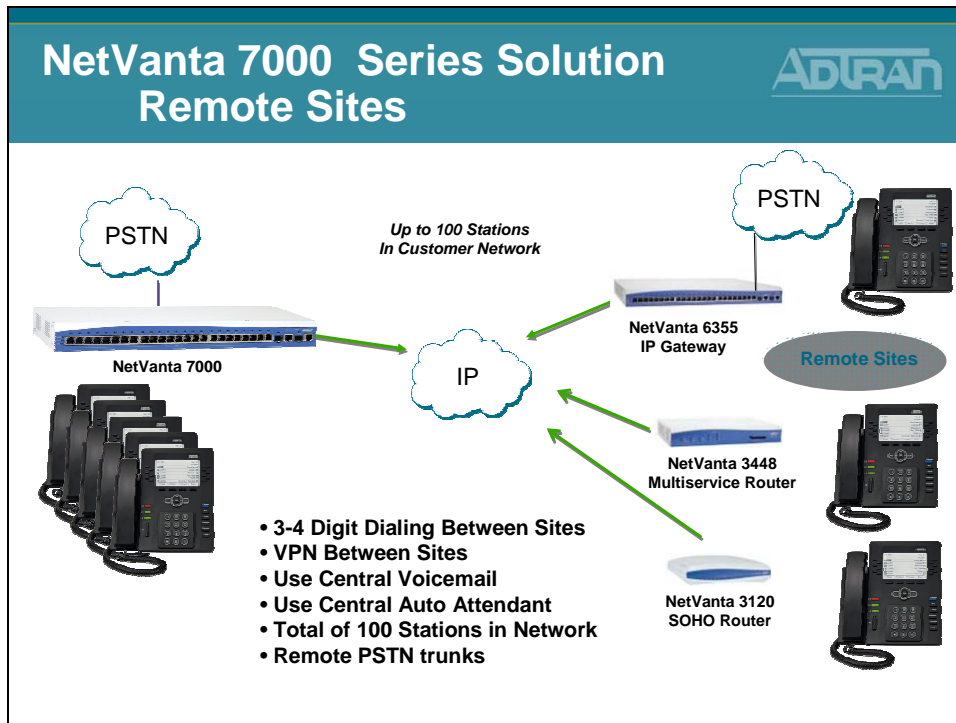 NetVanta 7000 Series Solution
Remote Sites
ADTRAN
PSTN
Up to 100 Stations
In Customer Network
PSTN
NetVanta 7000
IP
NetVanta 6355
IP Gateway
Remote Sites
NetVanta 3448
Multiservice Router
NetVanta 3120
SOHO Router
• 3-4 Digit Dialing Between Sites
• VPN Between Sites
• Use Central Voicemail
• Use Central Auto Attendant
• Total of 100 Stations in Network
• Remote PSTN trunks